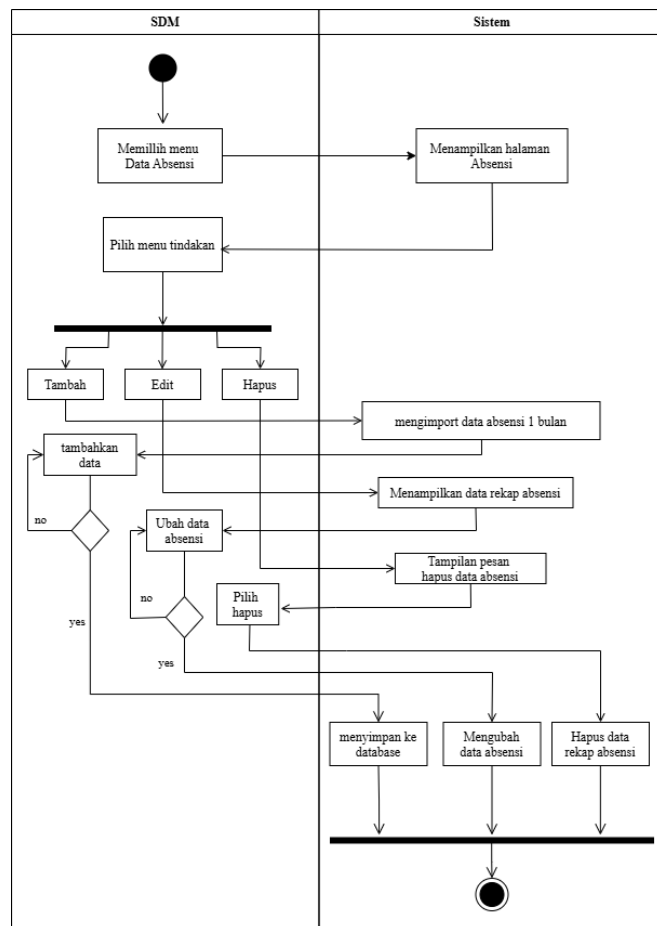 SDM
Sistem
Memillih menu
Data Absensi
Menampilkan halaman
Absensi
Pilih menu tindakan
Tambah
Edit
Hapus
mengimport data absensi 1 bulan
tambahkan
data
Menampilkan data rekap absensi
no
Ubah data
absensi
Tampilan pesan
hapus data absensi
no
Pilih
hapus
yes
yes
menyimpan ke
database
Mengubah
data absensi
Hapus data
rekap absensi